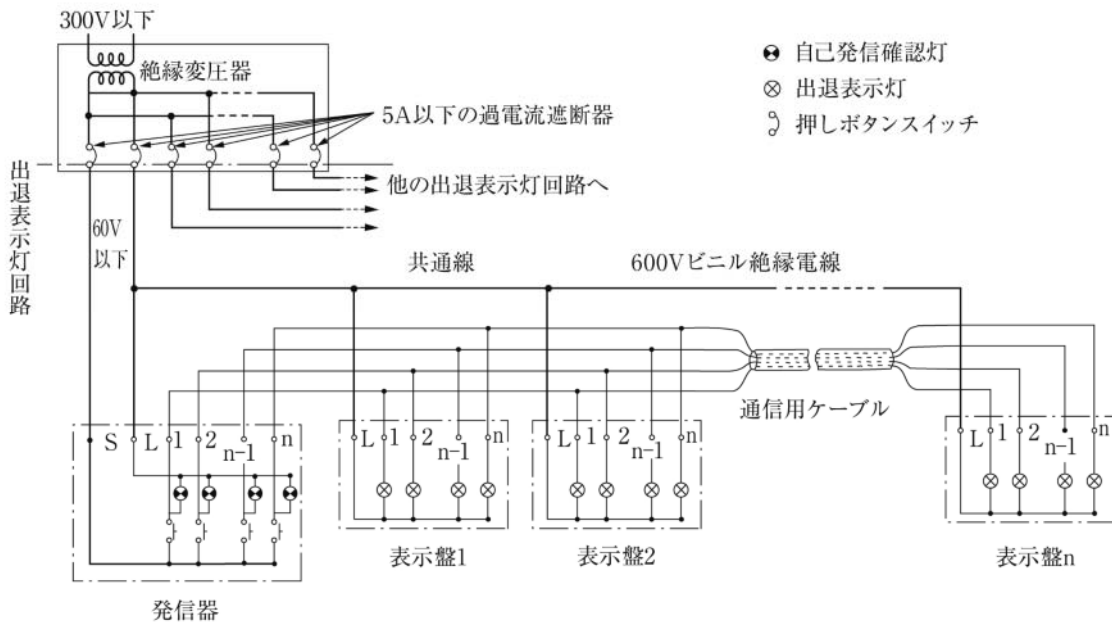 300V以下
絶縁変圧器
5A以下の過電流遮断器
自己発信確認灯
出退表示灯
押しボタンスイッチ
出退表示灯回路
他の出退表示灯回路へ
60V
以下
共通線
600Vビニル絶縁電線
通信用ケーブル
S L 1 2 n-1 n
L 1 2 n-1 n
L 1 2 n-1 n
L 1 2 n-1 n
発信器
表示盤1
表示盤2
表示盤n